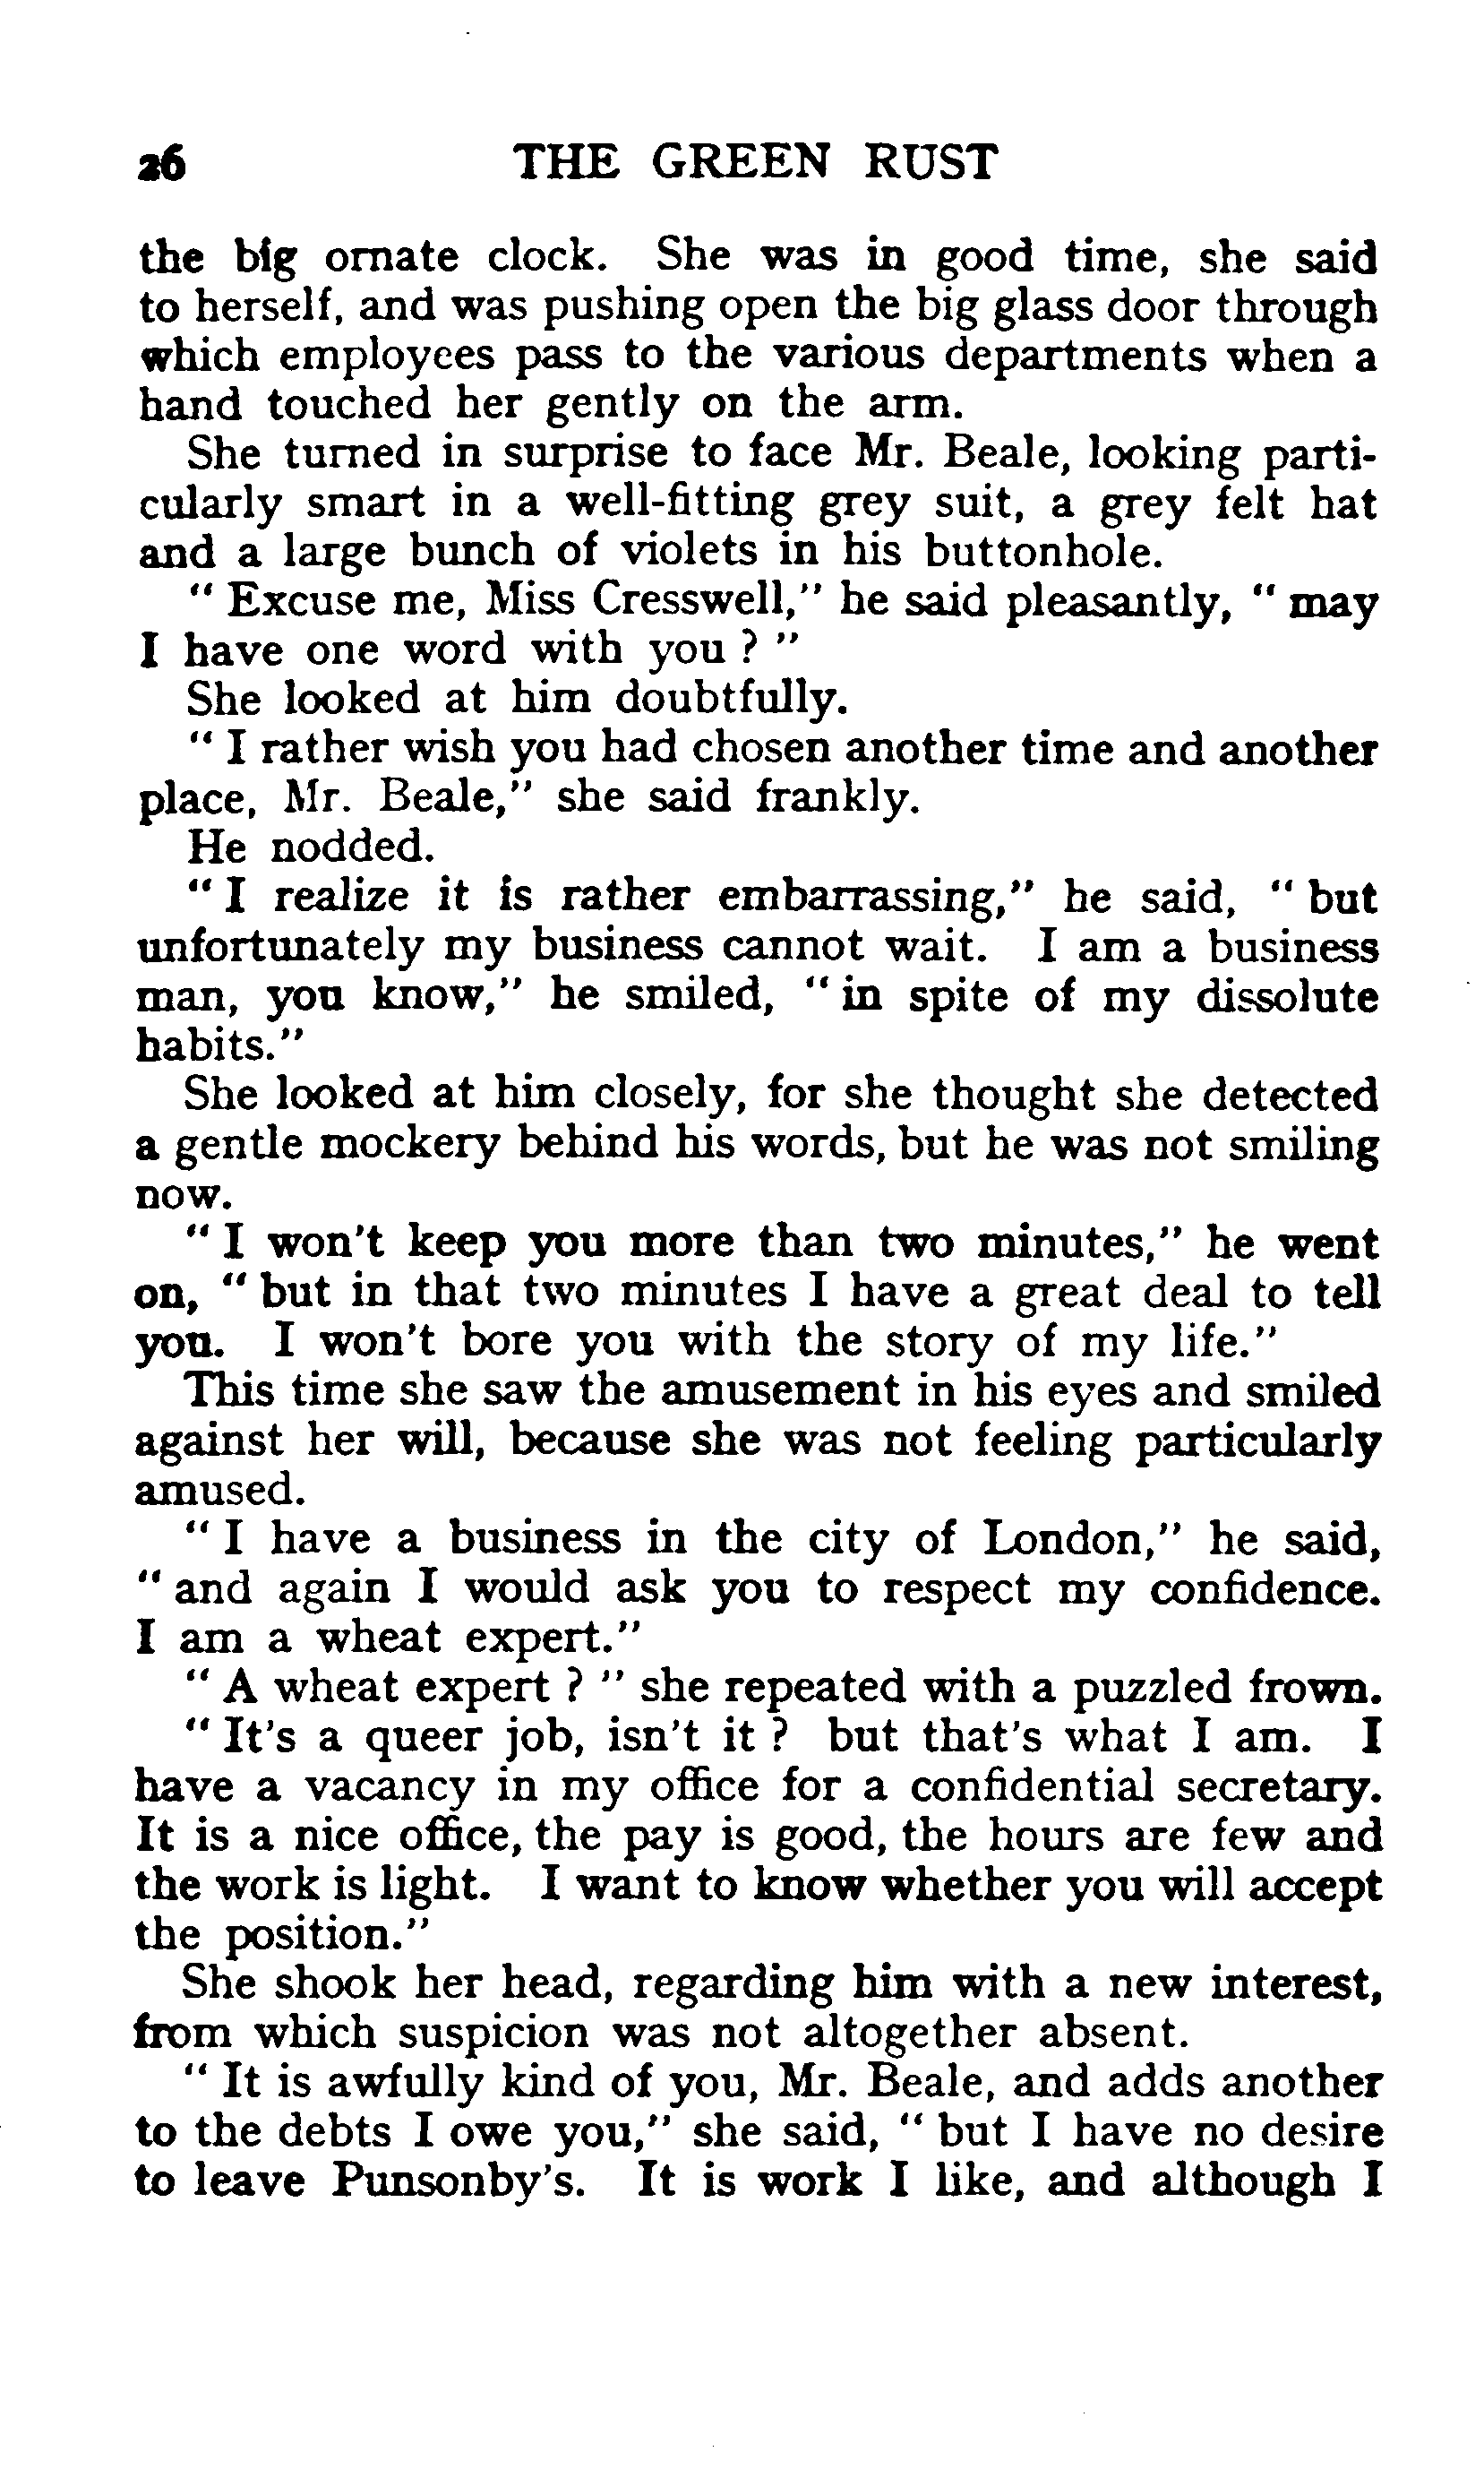 26 THE GREEN RUST
the big ornate clock. She was in good time, she said
to herself, and was pushing open the big glass door through
which employees pass to the various departments when a
hand touched her gently on the arm.
She turned in surprise to face Mr. Beale, looking parti-
cularly smart in a well-fitting grey suit, a grey felt hat
and a large bunch of violets in his buttonhole.
" Excuse me, Miss Cresswell," he said pleasantly, " may
I have one word with you ? "
She looked at him doubtfully.
" I rather wish you had chosen another time and another
place, Mr. Beale," she said frankly.
He nodded.
" I realize it is rather embarrassing," he said, " but
unfortunately my business cannot wait. I am a business
man, you know," he smiled, " in spite of my dissolute
habits."
She looked at him closely, for she thought she detected
a gentle mockery behind his words, but he was not smiling
now.
" I won't keep you more than two minutes," he went
on, " but in that two minutes I have a great deal to tell
you. I won't bore you with the story of my life."
This time she saw the amusement in his eyes and smiled
against her will, because she was not feeling particularly
amused.
" I have a business in the city of London," he said,
" and again I would ask you to respect my confidence.
I am a wheat expert."
" A wheat expert ? " she repeated with a puzzled frown.
" It's a queer job, isn't it ? but that's what I am. I
have a vacancy in my office for a confidential secretary.
It is a nice office, the pay is good, the hours are few and
the work is light. I want to know whether you will accept
the position."
She shook her head, regarding him with a new interest,
from which suspicion was not altogether absent.
" It is awfully kind of you, Mr. Beale, and adds another
to the debts I owe you," she said, " but I have no desire
to leave Punsonby's. It is work I like, and although I